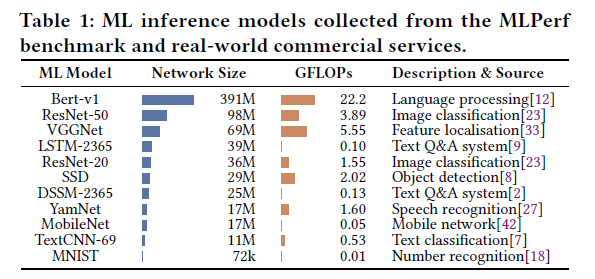 Table 1: ML inference models collected from the MLPerf
benchmark and real-world commercial services.
ML Model Network Size GFLOPs Description & Source
Bert-v1 391M 22.2 Language processing[12]
ResNet-50 98M 3.89 Image classification[23]
VGGNet 69M 5.55 Feature localisation[33]
LSTM-2365 39M 0.10 Text Q&A system[9]
ResNet-20 36M 1.55 Image classification[23]
SSD 29M 2.02 Object detection[8]
DSSM-2365 25M 0.13 Text Q&A system[2]
YamNet 17M 1.60 Speech recognition[27]
MobileNet 17M 0.05 Mobile network[42]
TextCNN-69 11M 0.53 Text classification[7]
MNIST 72k 0.01 Number recognition[18]